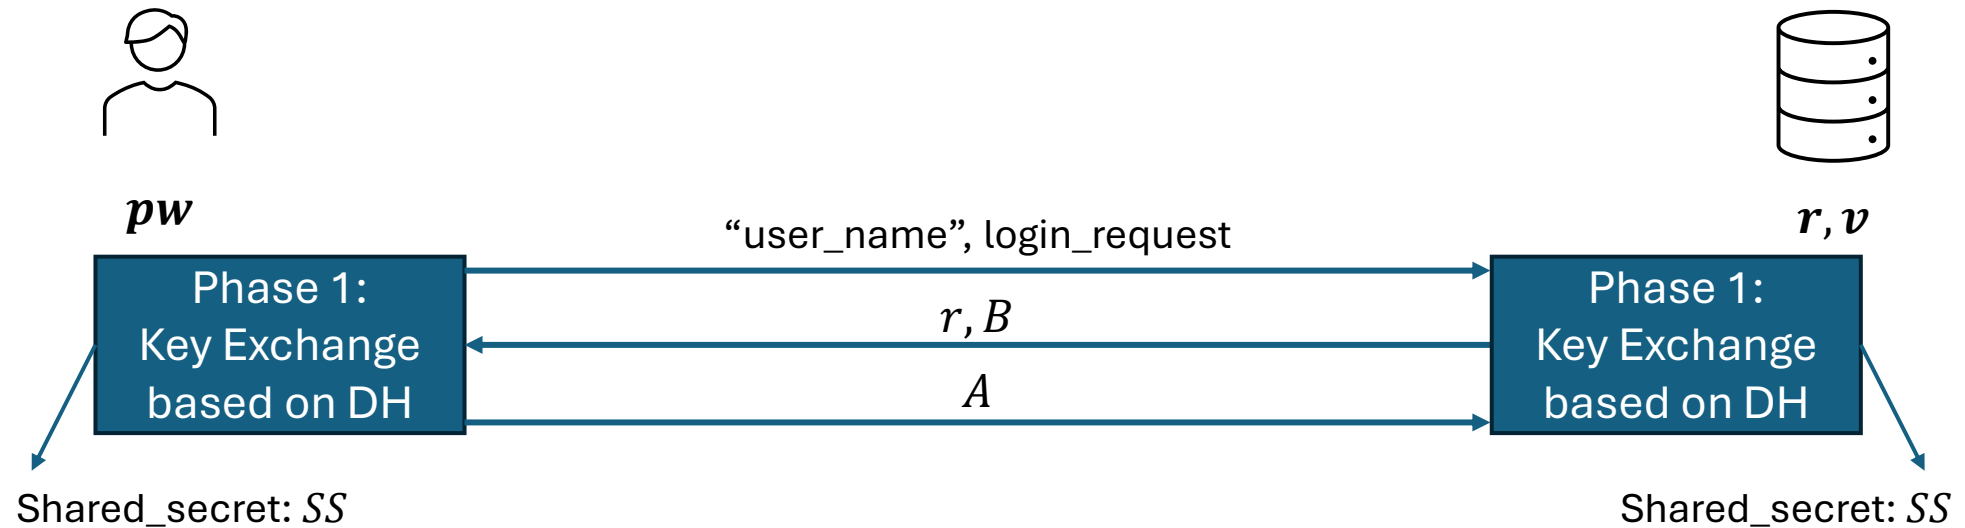 pw
r, v
“user_name”, login_request
Phase 1:
Key Exchange
based on DH
r, B
A
Phase 1:
Key Exchange
based on DH
Shared_secret: SS
Shared_secret: SS